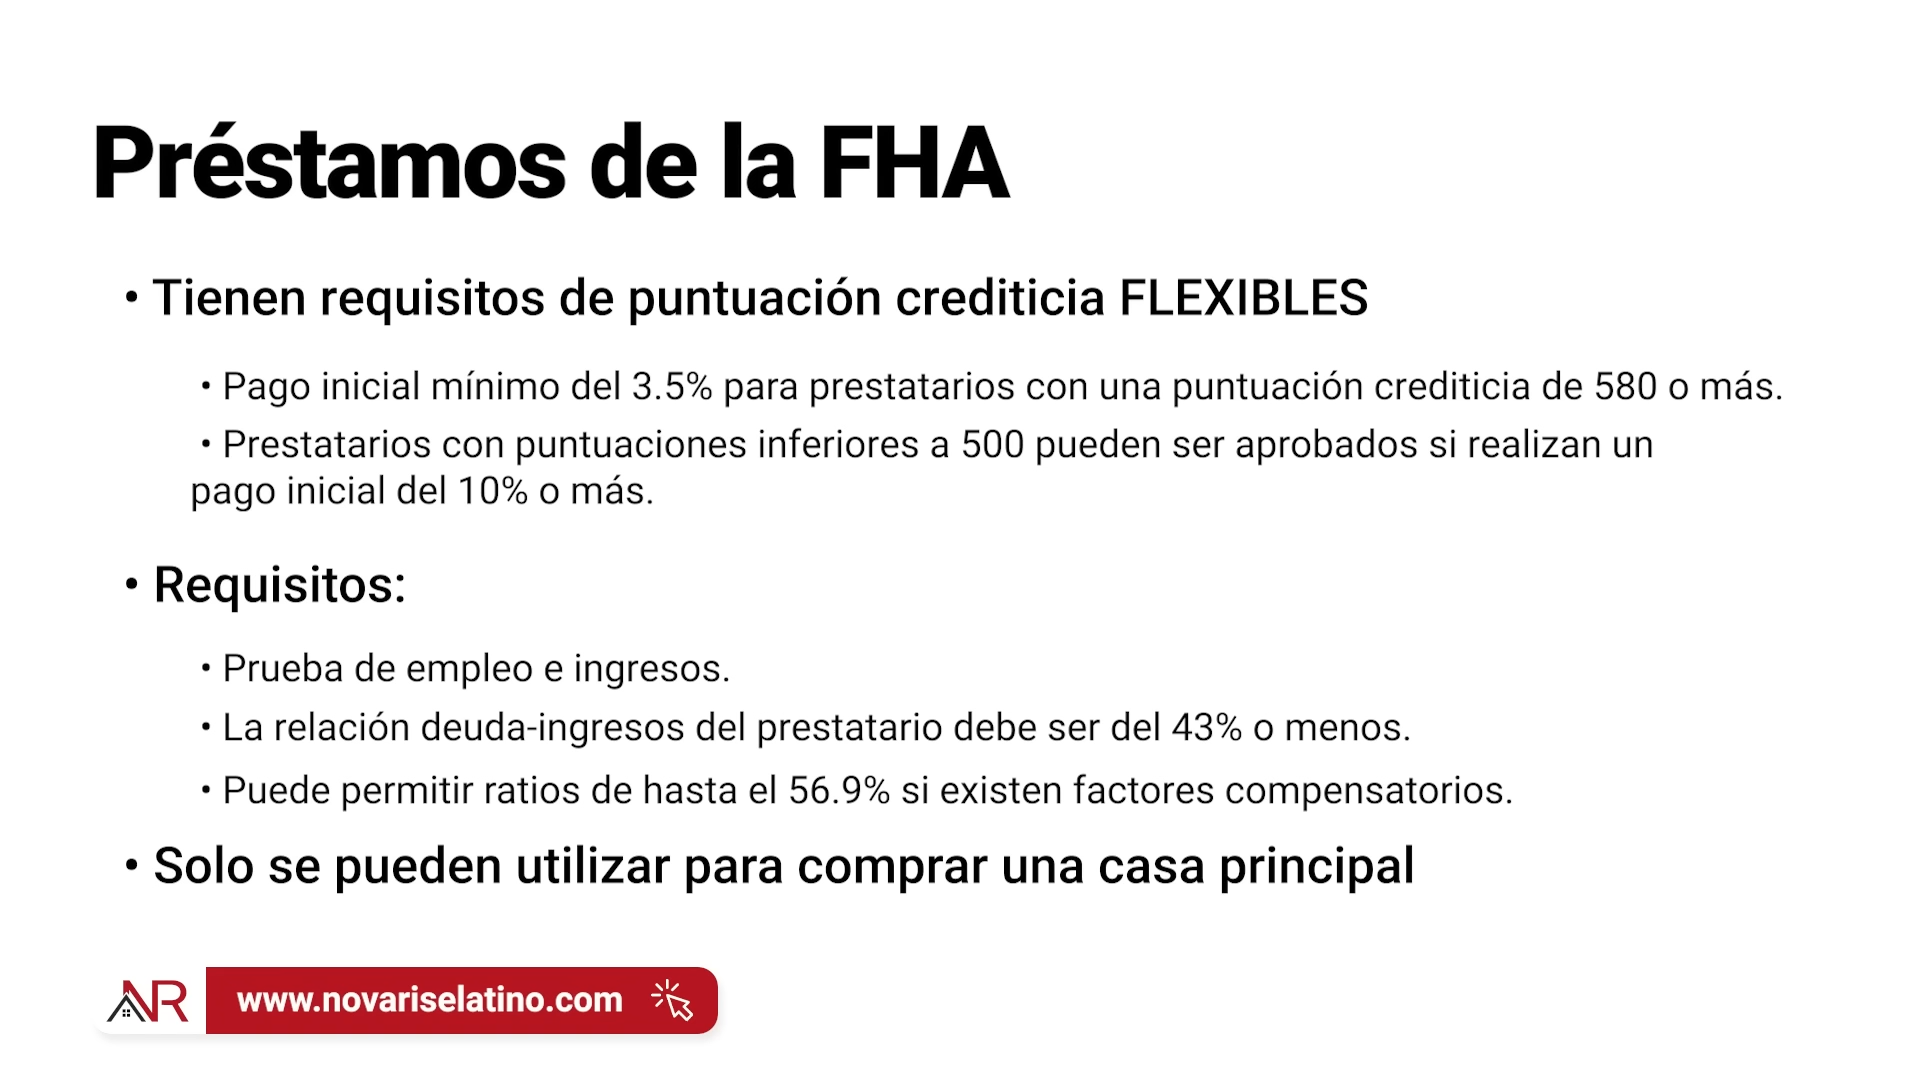 Préstamos de la FHA
• Tienen requisitos de puntuación crediticia FLEXIBLES
• Pago inicial mínimo del 3.5% para prestatarios con una puntuación crediticia de 580 o más.
• Prestatarios con puntuaciones inferiores a 500 pueden ser aprobados si realizan un
pago inicial del 10% o más.
• Requisitos:
• Prueba de empleo e ingresos.
• La relación deuda-ingresos del prestatario debe ser del 43% o menos.
• Puede permitir ratios de hasta el 56.9% si existen factores compensatorios.
• Solo se pueden utilizar para comprar una casa principal
NR
www.novariselatino.com